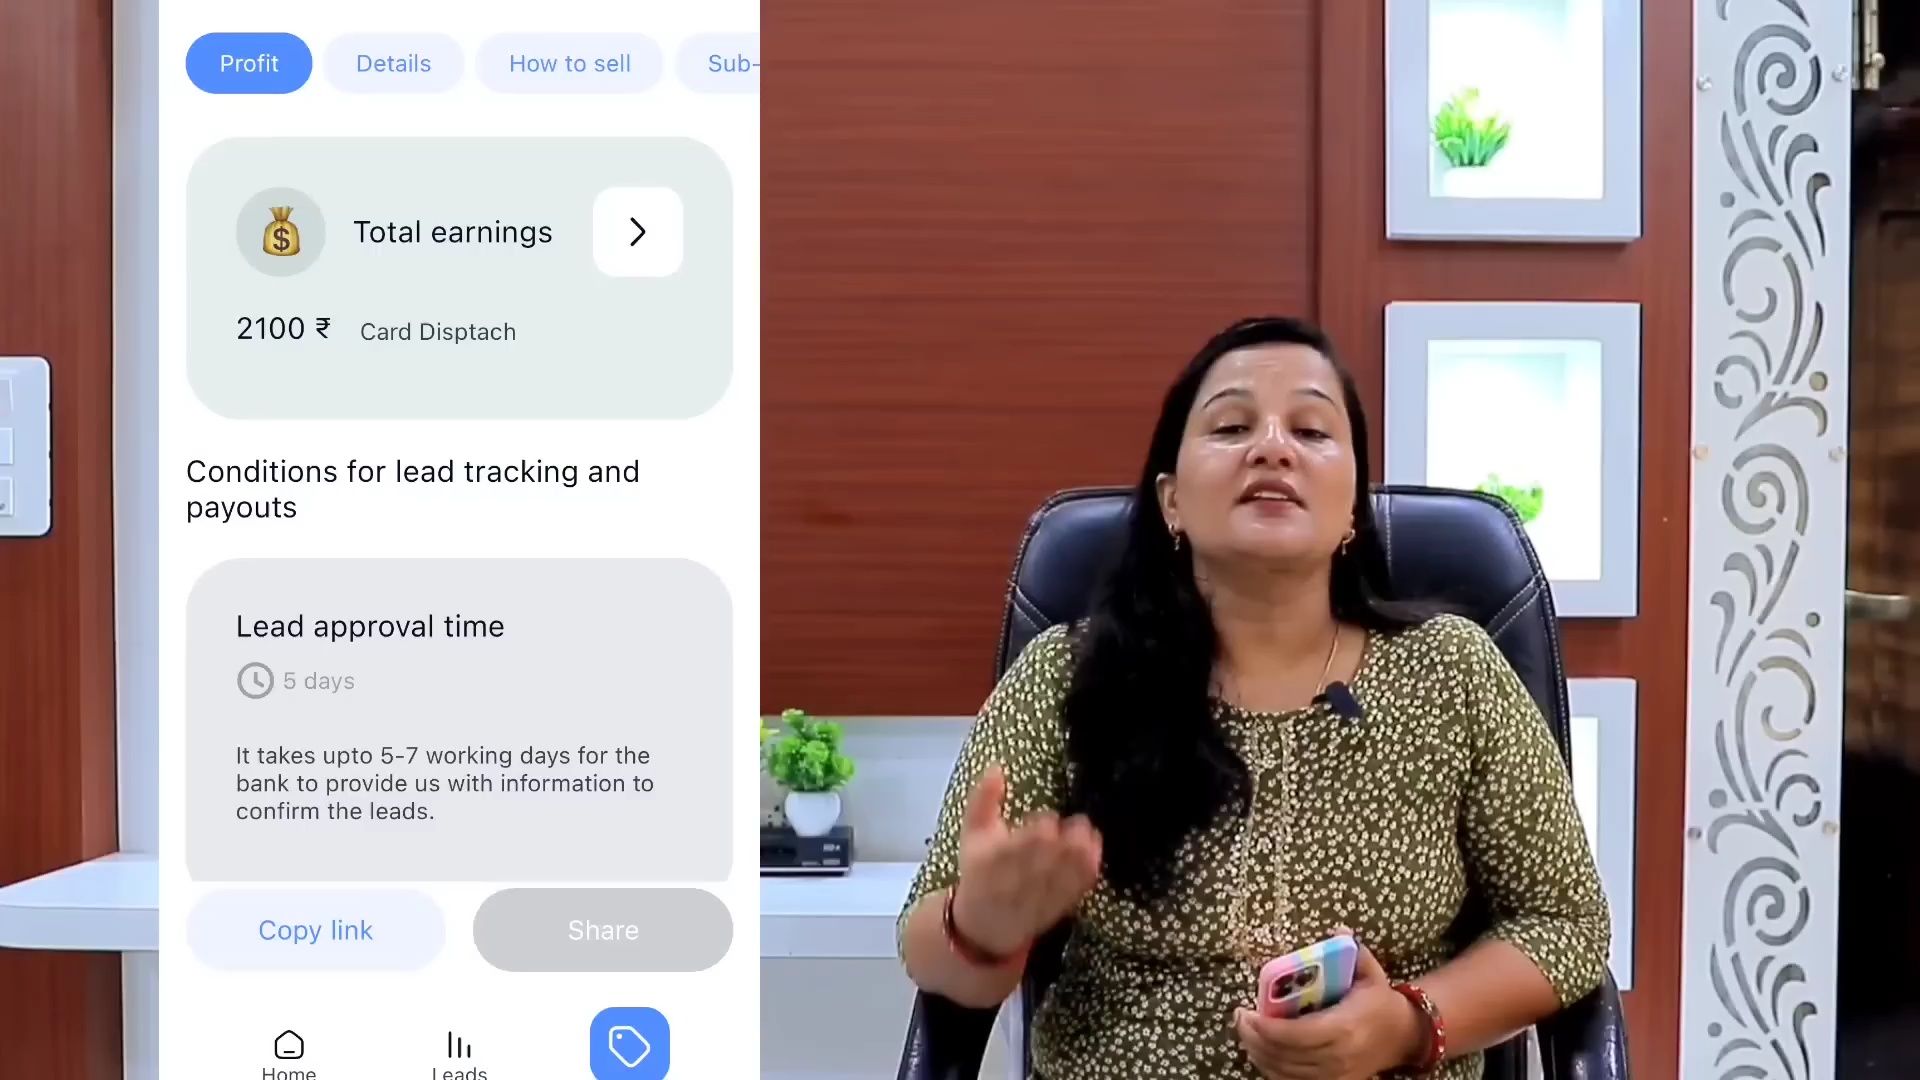 Profit
Details
How to sell
Sub-
Total earnings
2100 ₹ Card Disptach
Conditions for lead tracking and
payouts
Lead approval time
5 days
It takes upto 5-7 working days for the
bank to provide us with information to
confirm the leads.
Copy link
Share
Home
Leads